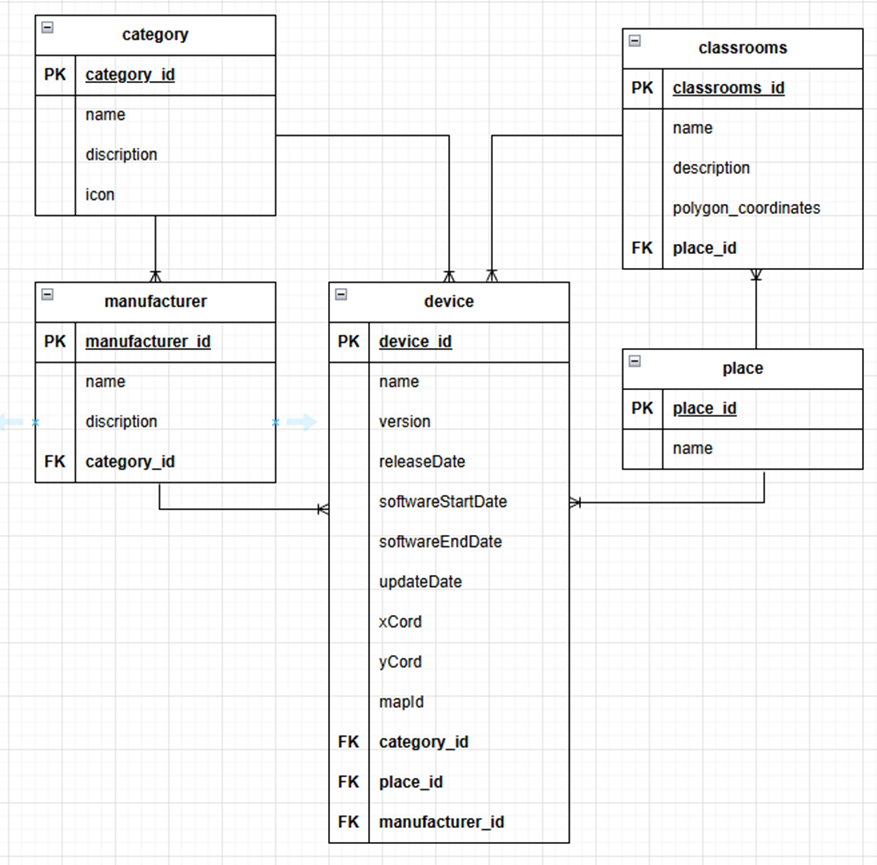 category
PK category_id
name
discription
icon
classrooms
PK classrooms_id
name
description
polygon_coordinates
FK place_id
manufacturer
PK manufacturer_id
name
discription
FK category_id
device
PK device_id
name
version
releaseDate
softwareStartDate
softwareEndDate
updateDate
xCord
yCord
mapId
FK category_id
FK place_id
FK manufacturer_id
place
PK place_id
name